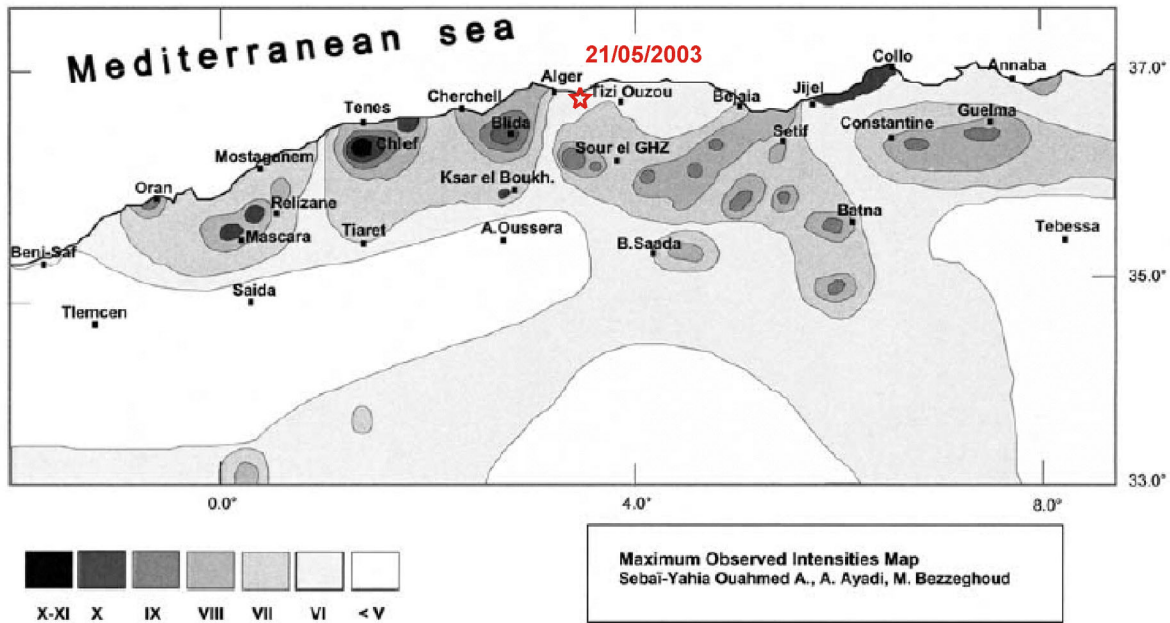 Mediterranean sea
21/05/2003
Collo
Annaba
37.0°
Alger
Jijel
Tizi Ouzou
Cherchell
Bejaia
Tenes
Guelma
Constantine
Blida
Setif
Chlef
Sour el GHZ
Mostaganem
Ksar el Boukh.
Oran
Relizane
Batna
Tiaret
A.Oussera
Mascara
Tebessa
B.Saada
Beni-Saf
35.0°
Saida
Tlemcen
33.0°
0.0°
4.0°
8.0°
Maximum Observed Intensities Map
Sebaï-Yahia Ouahmed A., A. Ayadi, M. Bezzeghoud
X-XI X IX VIII VII VI < V